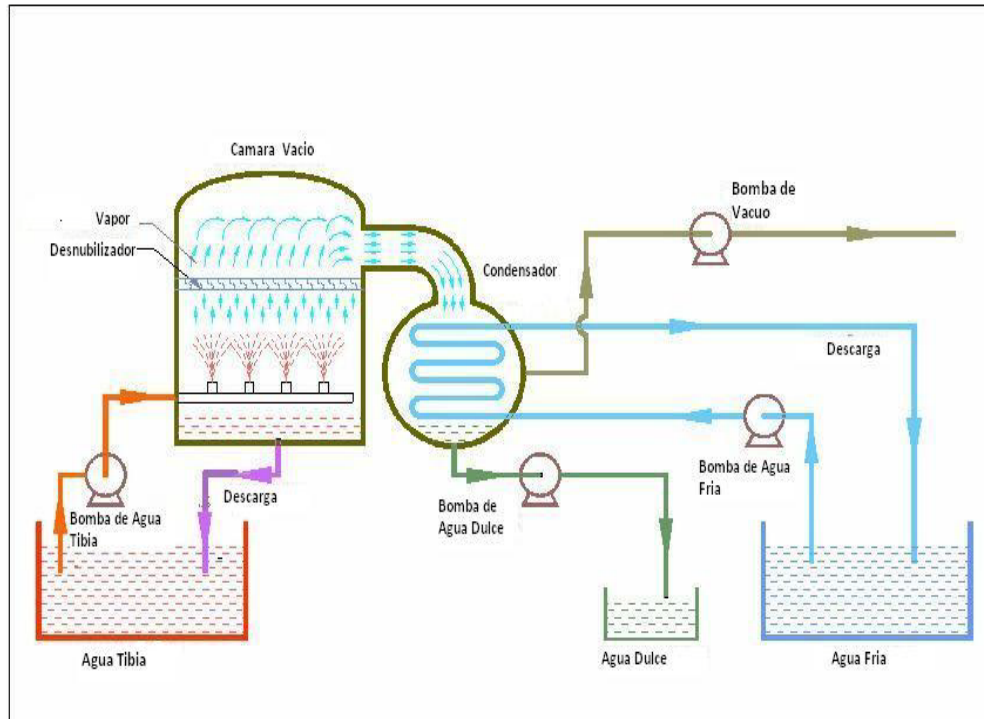 Camara Vacio
Bomba de
Vacuo
Vapor
Desnubilizador
Condensador
Descarga
Bomba de Agua
Tibia
Descarga
Bomba de
Agua Dulce
Bomba de Agua
Fria
Agua Tibia
Agua Dulce
Agua Fria